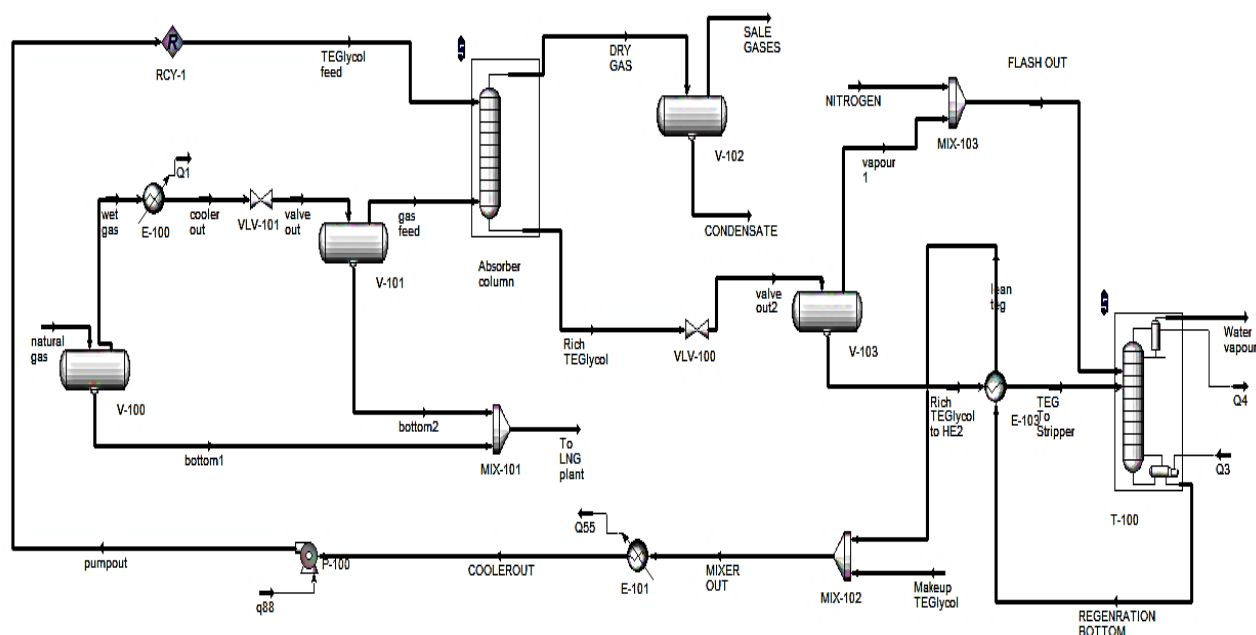 SALE
GASES
DRY
GAS
FLASH OUT
TEGlycol
feed
RCY-1
NITROGEN
MIX-103
V-102
vapour
1
Q1
wet
gas
E-100
cooler
out
VLV-101
valve
out
gas
feed
V-101
CONDENSATE
Absorber
column
lean
teg
valve
out2
V-103
Water
vapour
natural
gas
V-100
Rich
TEGlycol
VLV-100
Rich
TEGlycol
to HE2
E-103
TEG
To
Stripper
Q4
Q3
bottom2
bottom1
MIX-101
To
LNG
plant
T-100
Q55
pumpout
P-100
COOLEROUT
E-101
MIXER
OUT
MIX-102
Makeup
TEGlycol
q88
REGENRATION
BOTTOM
R